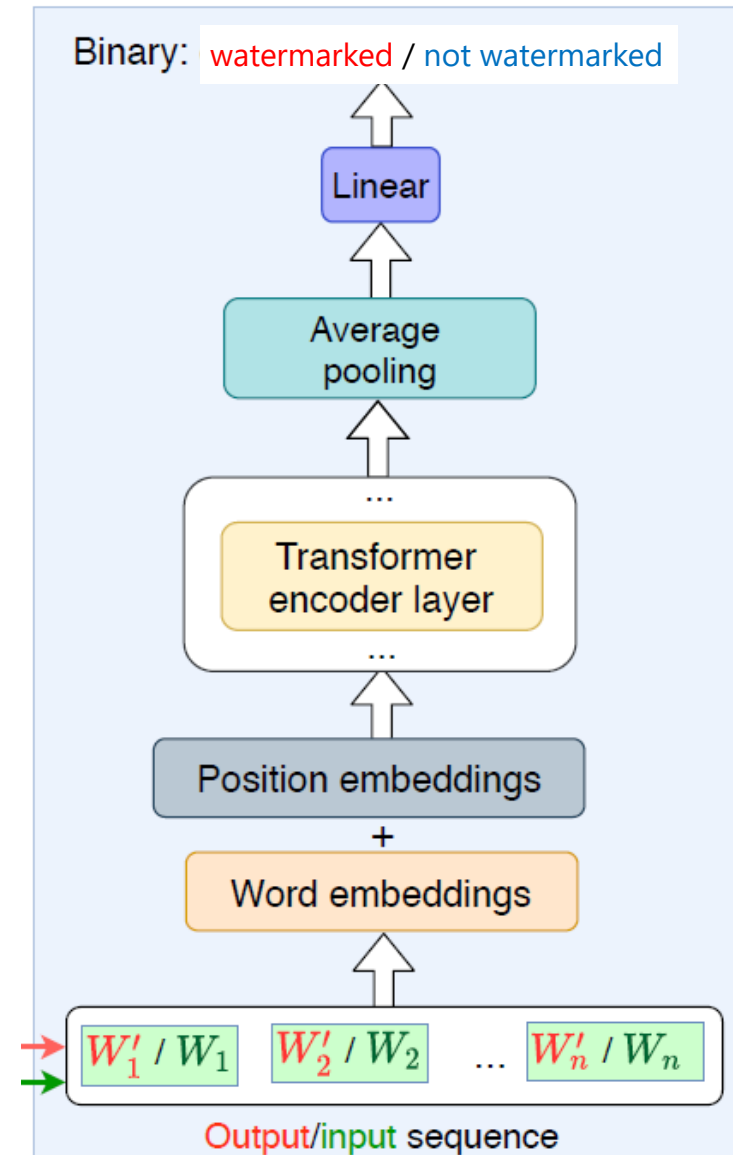 Binary: watermarked / not watermarked
Linear
Average
pooling
...
Transformer
encoder layer
...
Position embeddings
+
Word embeddings
W′₁ / W₁ W′₂ / W₂ ... W′ₙ / Wₙ
Output/input sequence